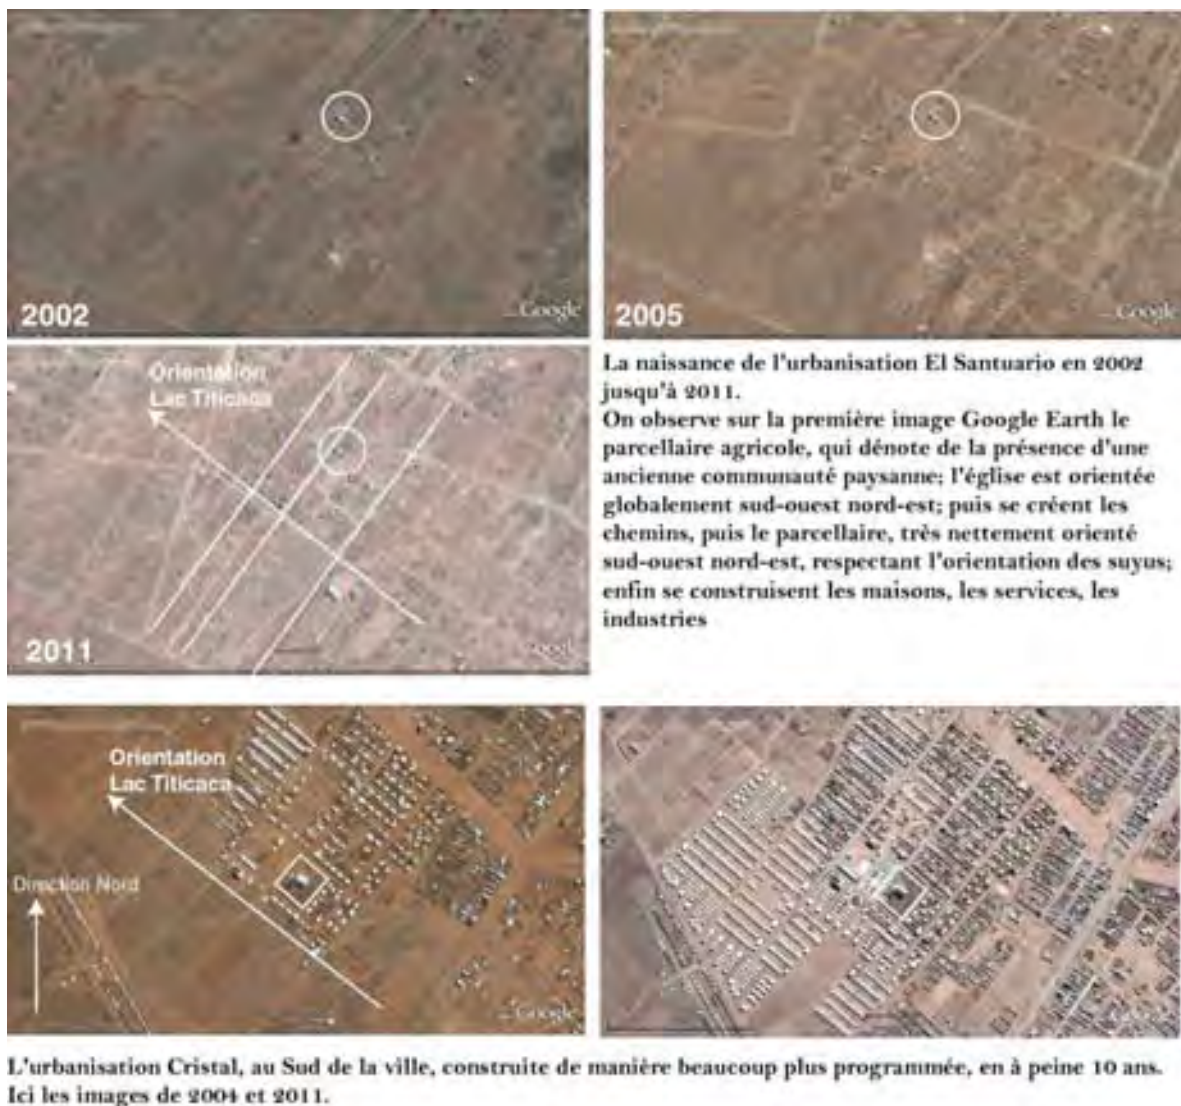 2002
Google
2005
Google
Orientation
Lac Titicaca
2011
Google
La naissance de l'urbanisation El Santuario en 2002
jusqu'à 2011.
On observe sur la première image Google Earth le
parcellaire agricole, qui dénote de la présence d'une
ancienne communauté paysanne; l'église est orientée
globalement sud-ouest nord-est; puis se créent les
chemins, puis le parcellaire, très nettement orienté
sud-ouest nord-est, respectant l'orientation des suyus;
enfin se construisent les maisons, les services, les
industries
Orientation
Lac Titicaca
Direction Nord
Google
L'urbanisation Cristal, au Sud de la ville, construite de manière beaucoup plus programmée, en à peine 10 ans.
Ici les images de 2004 et 2011.